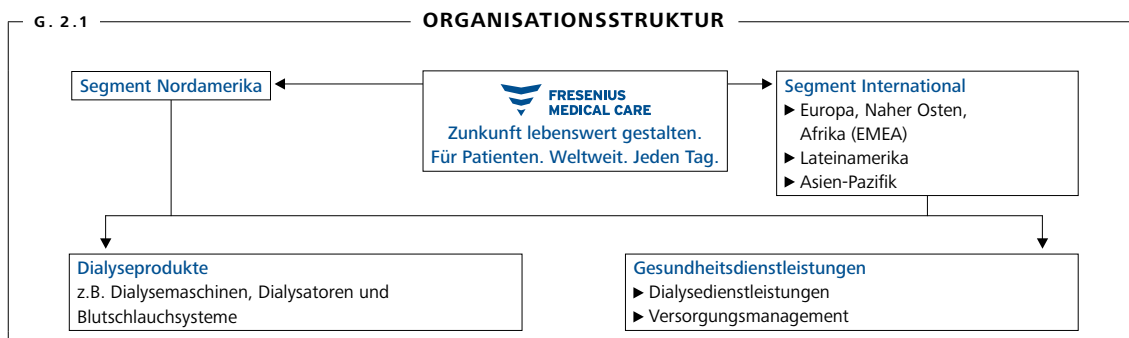 G. 2.1
ORGANISATIONSSTRUKTUR
Segment Nordamerika
FRESENIUS
MEDICAL CARE
Zunkunft lebenswert gestalten.
Für Patienten. Weltweit. Jeden Tag.
Segment International
▶ Europa, Naher Osten,
Afrika (EMEA)
▶ Lateinamerika
▶ Asien-Pazifik
Dialyseprodukte
z.B. Dialysemaschinen, Dialysatoren und
Blutschlauchsysteme
Gesundheitsdienstleistungen
▶ Dialysedienstleistungen
▶ Versorgungsmanagement